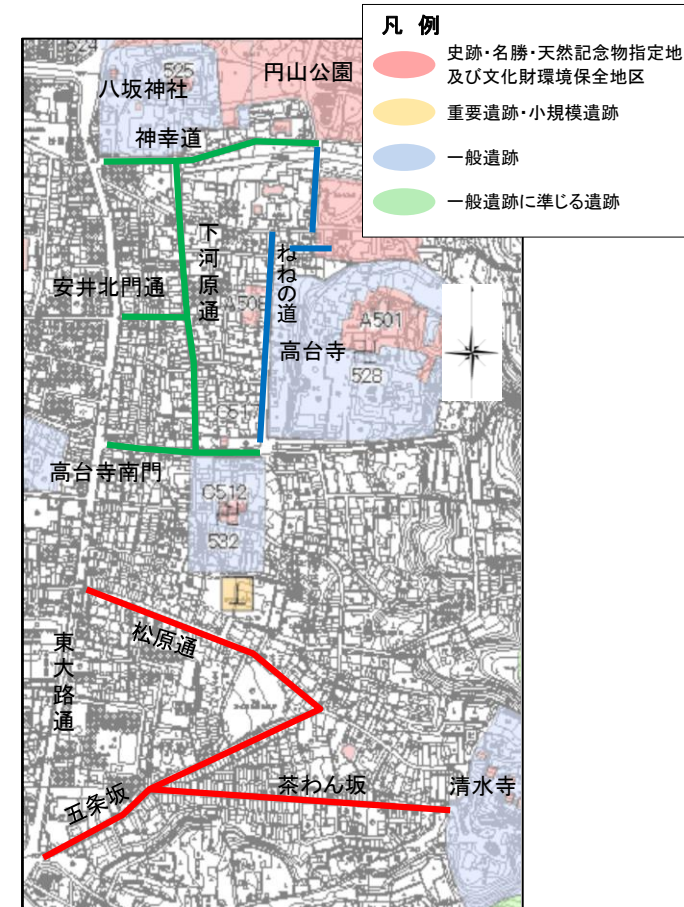 凡 例
史跡・名勝・天然記念物指定地
及び文化財環境保全地区
重要遺跡・小規模遺跡
一般遺跡
一般遺跡に準じる遺跡
524
525
八坂神社
円山公園
神幸道
下河原通
ねねの道
安井北門通
A501
高台寺
528
高台寺南門
C512
532
松原通
東大路通
茶わん坂
清水寺
五条坂